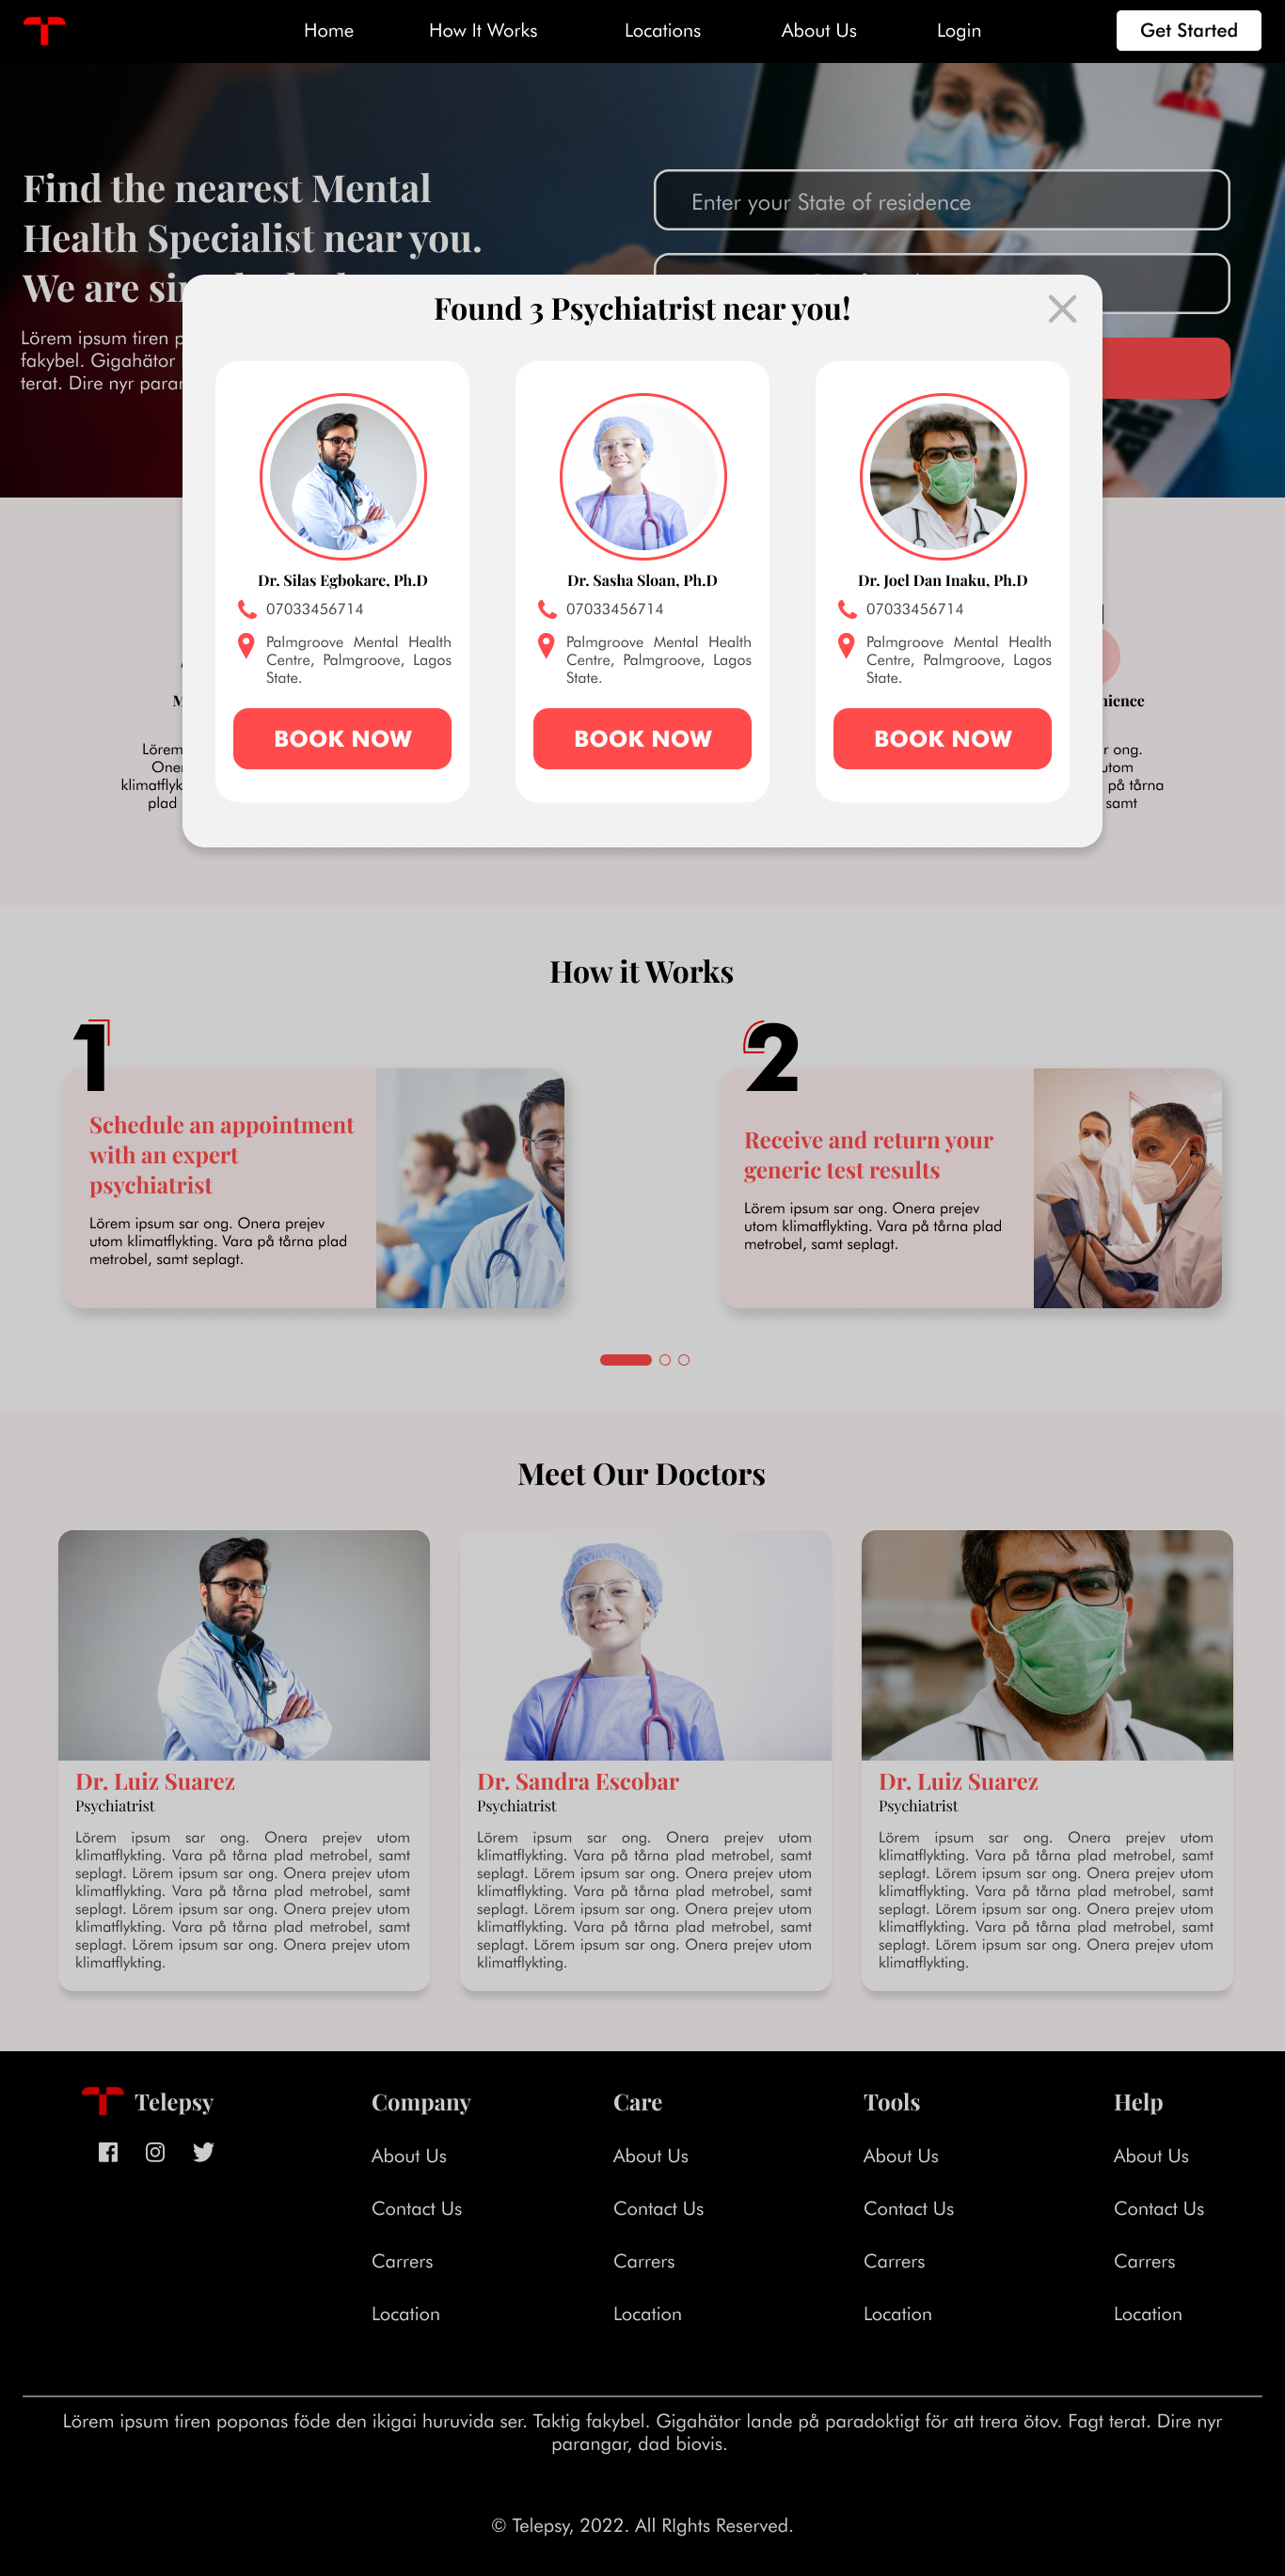 Home How It Works Locations About Us Login Get Started
Find the nearest Mental
Health Specialist near you.
We are
Enter your State of residence
Lörem ipsum tiren
fakybel. Gigahätor
terat. Dire nyr
Found 3 Psychiatrist near you!
Dr. Silas Egbokare, Ph.D
07033456714
Palmgroove Mental Health
Centre, Palmgroove, Lagos
State.
BOOK NOW
Dr. Sasha Sloan, Ph.D
07033456714
Palmgroove Mental Health
Centre, Palmgroove, Lagos
State.
BOOK NOW
Dr. Joel Dan Inaku, Ph.D
07033456714
Palmgroove Mental Health
Centre, Palmgroove, Lagos
State.
BOOK NOW
Lörem
klimatflyk
plad
ong.
på tårna
samt
How it Works
1
Schedule an appointment
with an expert
psychiatrist
Lörem ipsum sar ong. Onera prejev
utom klimatflykting. Vara på tårna plad
metrobel, samt seplagt.
2
Receive and return your
generic test results
Lörem ipsum sar ong. Onera prejev
utom klimatflykting. Vara på tårna plad
metrobel, samt seplagt.
Meet Our Doctors
Dr. Luiz Suarez
Psychiatrist
Lörem ipsum sar ong. Onera prejev utom
klimatflykting. Vara på tårna plad metrobel, samt
seplagt. Lörem ipsum sar ong. Onera prejev utom
klimatflykting. Vara på tårna plad metrobel, samt
seplagt. Lörem ipsum sar ong. Onera prejev utom
klimatflykting. Vara på tårna plad metrobel, samt
seplagt. Lörem ipsum sar ong. Onera prejev utom
klimatflykting.
Dr. Sandra Escobar
Psychiatrist
Lörem ipsum sar ong. Onera prejev utom
klimatflykting. Vara på tårna plad metrobel, samt
seplagt. Lörem ipsum sar ong. Onera prejev utom
klimatflykting. Vara på tårna plad metrobel, samt
seplagt. Lörem ipsum sar ong. Onera prejev utom
klimatflykting. Vara på tårna plad metrobel, samt
seplagt. Lörem ipsum sar ong. Onera prejev utom
klimatflykting.
Dr. Luiz Suarez
Psychiatrist
Lörem ipsum sar ong. Onera prejev utom
klimatflykting. Vara på tårna plad metrobel, samt
seplagt. Lörem ipsum sar ong. Onera prejev utom
klimatflykting. Vara på tårna plad metrobel, samt
seplagt. Lörem ipsum sar ong. Onera prejev utom
klimatflykting. Vara på tårna plad metrobel, samt
seplagt. Lörem ipsum sar ong. Onera prejev utom
klimatflykting.
Telepsy
Company
About Us
Contact Us
Carrers
Location
Care
About Us
Contact Us
Carrers
Location
Tools
About Us
Contact Us
Carrers
Location
Help
About Us
Contact Us
Carrers
Location
Lörem ipsum tiren poponas föde den ikigai huruvida ser. Taktig fakybel. Gigahätor lande på paradoktigt för att trera ötov. Fagt terat. Dire nyr
parangar, dad biovis.
© Telepsy, 2022. All RIghts Reserved.